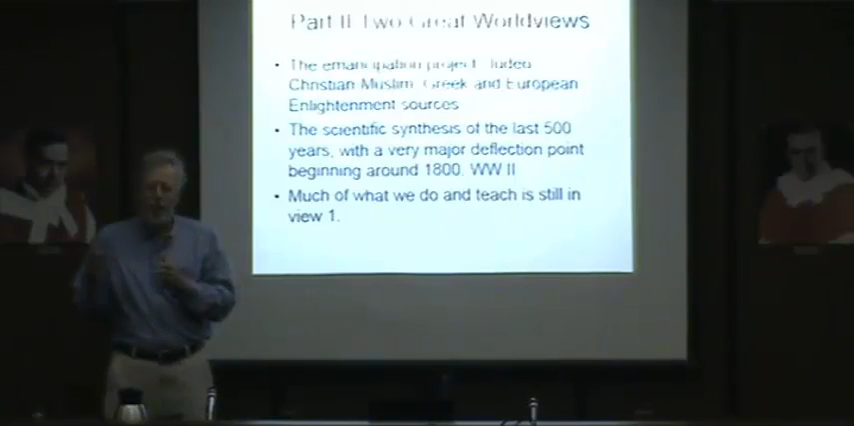 Part II Two Great Worldviews
• The emancipation project. Judeo
Christian Muslim. Greek and European
Enlightenment sources
• The scientific synthesis of the last 500
years, with a very major deflection point
beginning around 1800. WW II
• Much of what we do and teach is still in
view 1.